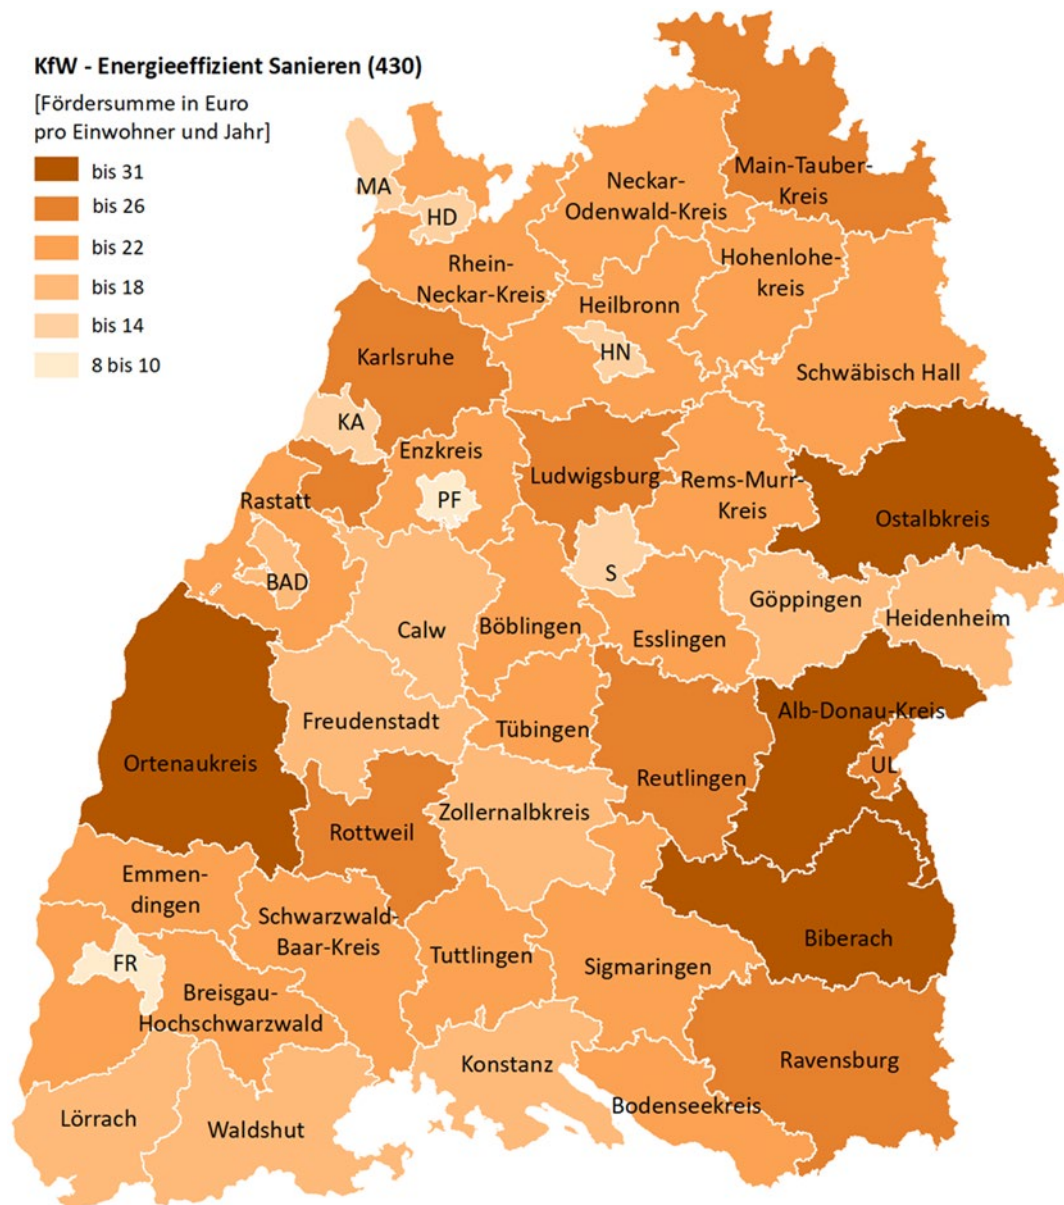 KfW - Energieeffizient Sanieren (430)
[Fördersumme in Euro
pro Einwohner und Jahr]
bis 31
bis 26
bis 22
bis 18
bis 14
8 bis 10
MA
HD
Neckar-
Odenwald-Kreis
Main-Tauber-
Kreis
Rhein-
Neckar-Kreis
Heilbronn
HN
Hohenlohe-
kreis
Schwäbisch Hall
Karlsruhe
KA
Enzkreis
PF
Ludwigsburg
Rems-Murr-
Kreis
Ostalbkreis
Rastatt
BAD
Calw
Böblingen
S
Esslingen
Göppingen
Heidenheim
Freudenstadt
Tübingen
Alb-Donau-Kreis
UL
Ortenaukreis
Reutlingen
Rottweil
Zollernalbkreis
Emmen-
dingen
Schwarzwald-
Baar-Kreis
Tuttlingen
Sigmaringen
Biberach
FR
Breisgau-
Hochschwarzwald
Konstanz
Ravensburg
Lörrach
Waldshut
Bodenseekreis